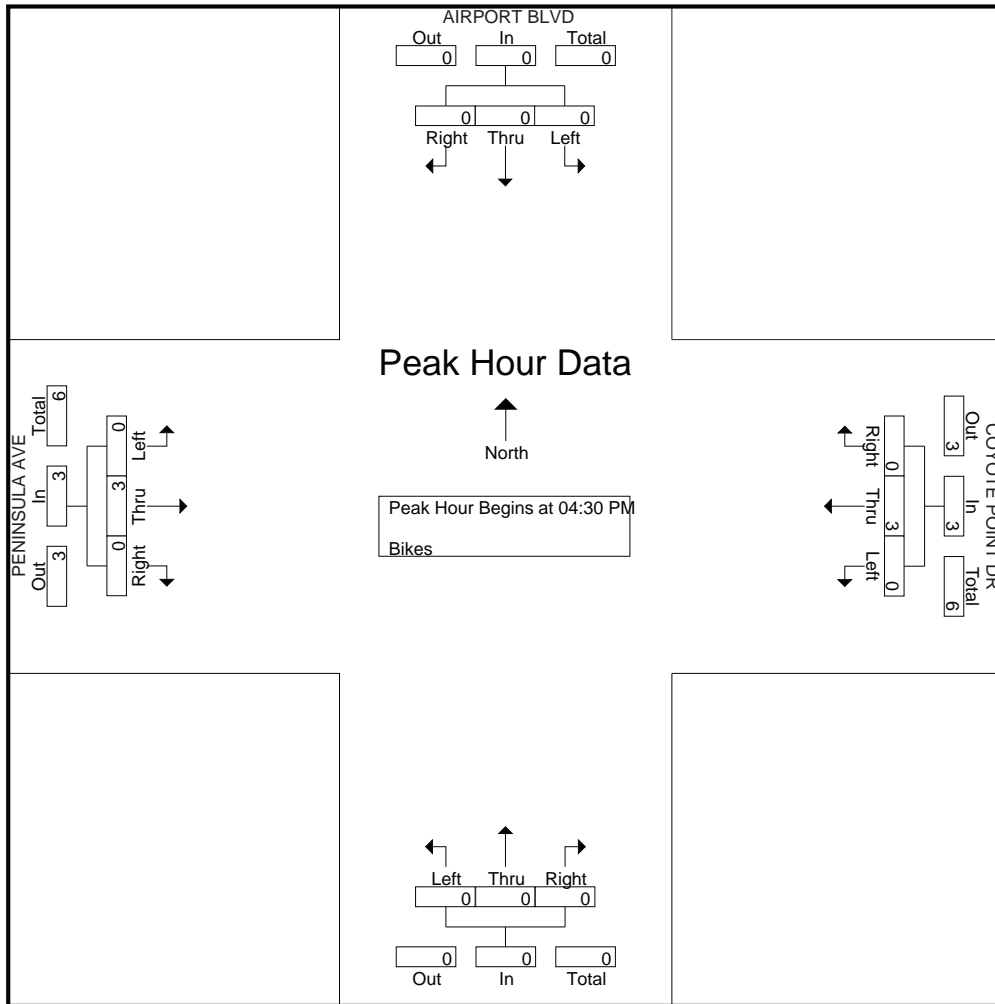 AIRPORT BLVD
Out In Total
0 0 0
0 0 0
Right Thru Left
Peak Hour Data
North
Peak Hour Begins at 04:30 PM
Bikes
PENINSULA AVE
Out In Total
3 3 6
0 3 0
Right Thru Left
COYOTE POINT DR
Out In Total
3 3 6
Right Thru Left
0 3 0
Left Thru Right
0 0 0
0 0 0
Out In Total